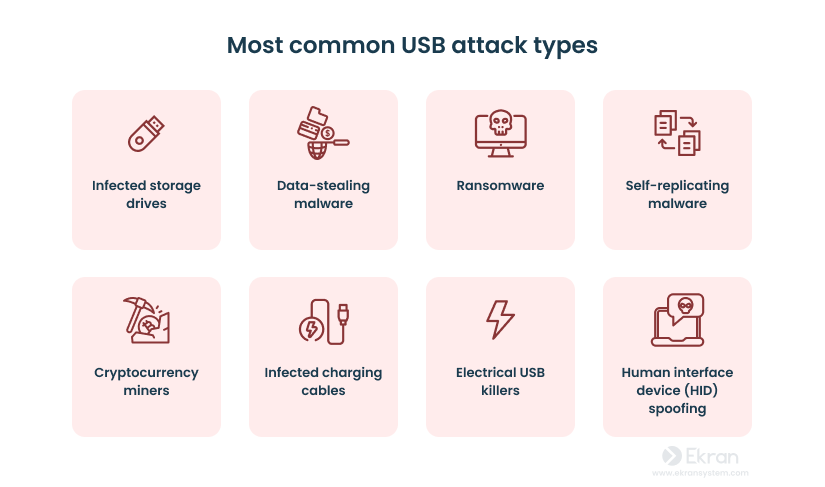 Most common USB attack types
Infected storage
drives
Data-stealing
malware
$
Ransomware
Self-replicating
malware
Cryptocurrency
miners
Infected charging
cables
Electrical USB
killers
Human interface
device (HID)
spoofing
Ekran
www.ekransystem.com